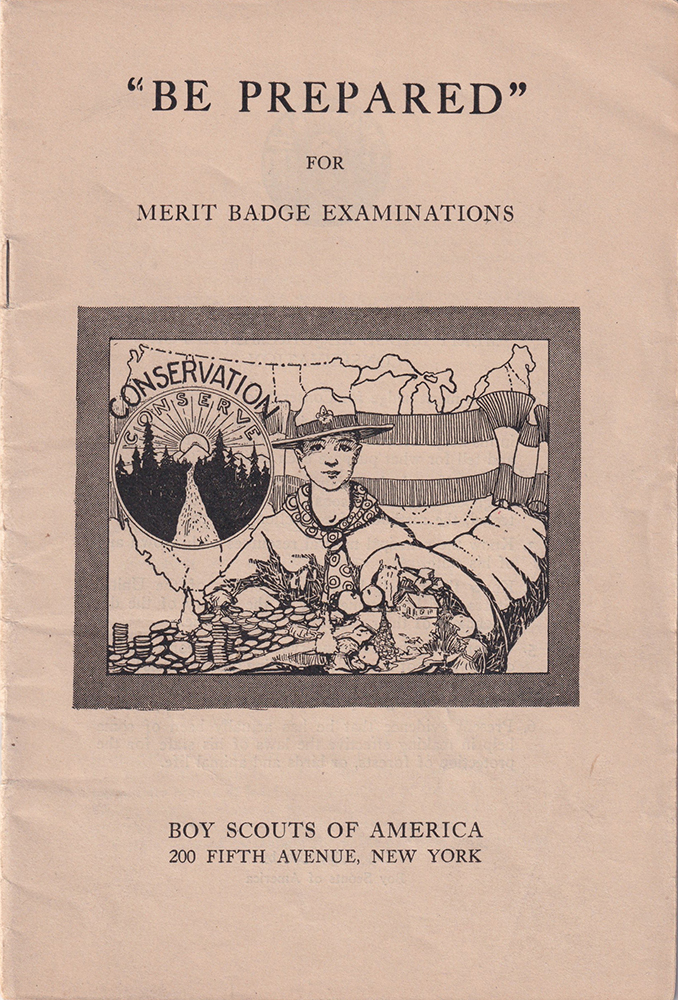 “BE PREPARED”
FOR
MERIT BADGE EXAMINATIONS
CONSERVATION
CONSERVE
BOY SCOUTS OF AMERICA
200 FIFTH AVENUE, NEW YORK